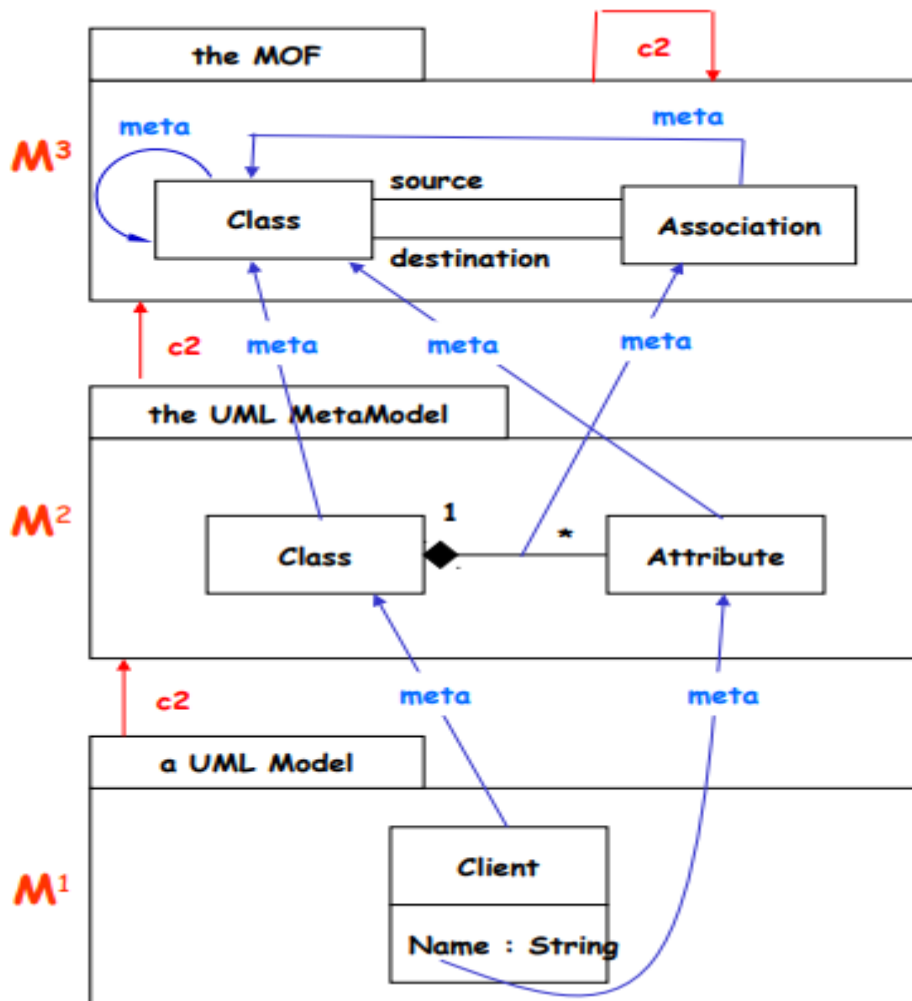 the MOF
c2
meta
meta
M3
source
Class
Association
destination
c2
meta
meta
meta
the UML MetaModel
M2
1
*
Class
Attribute
c2
meta
meta
a UML Model
M1
Client
Name : String